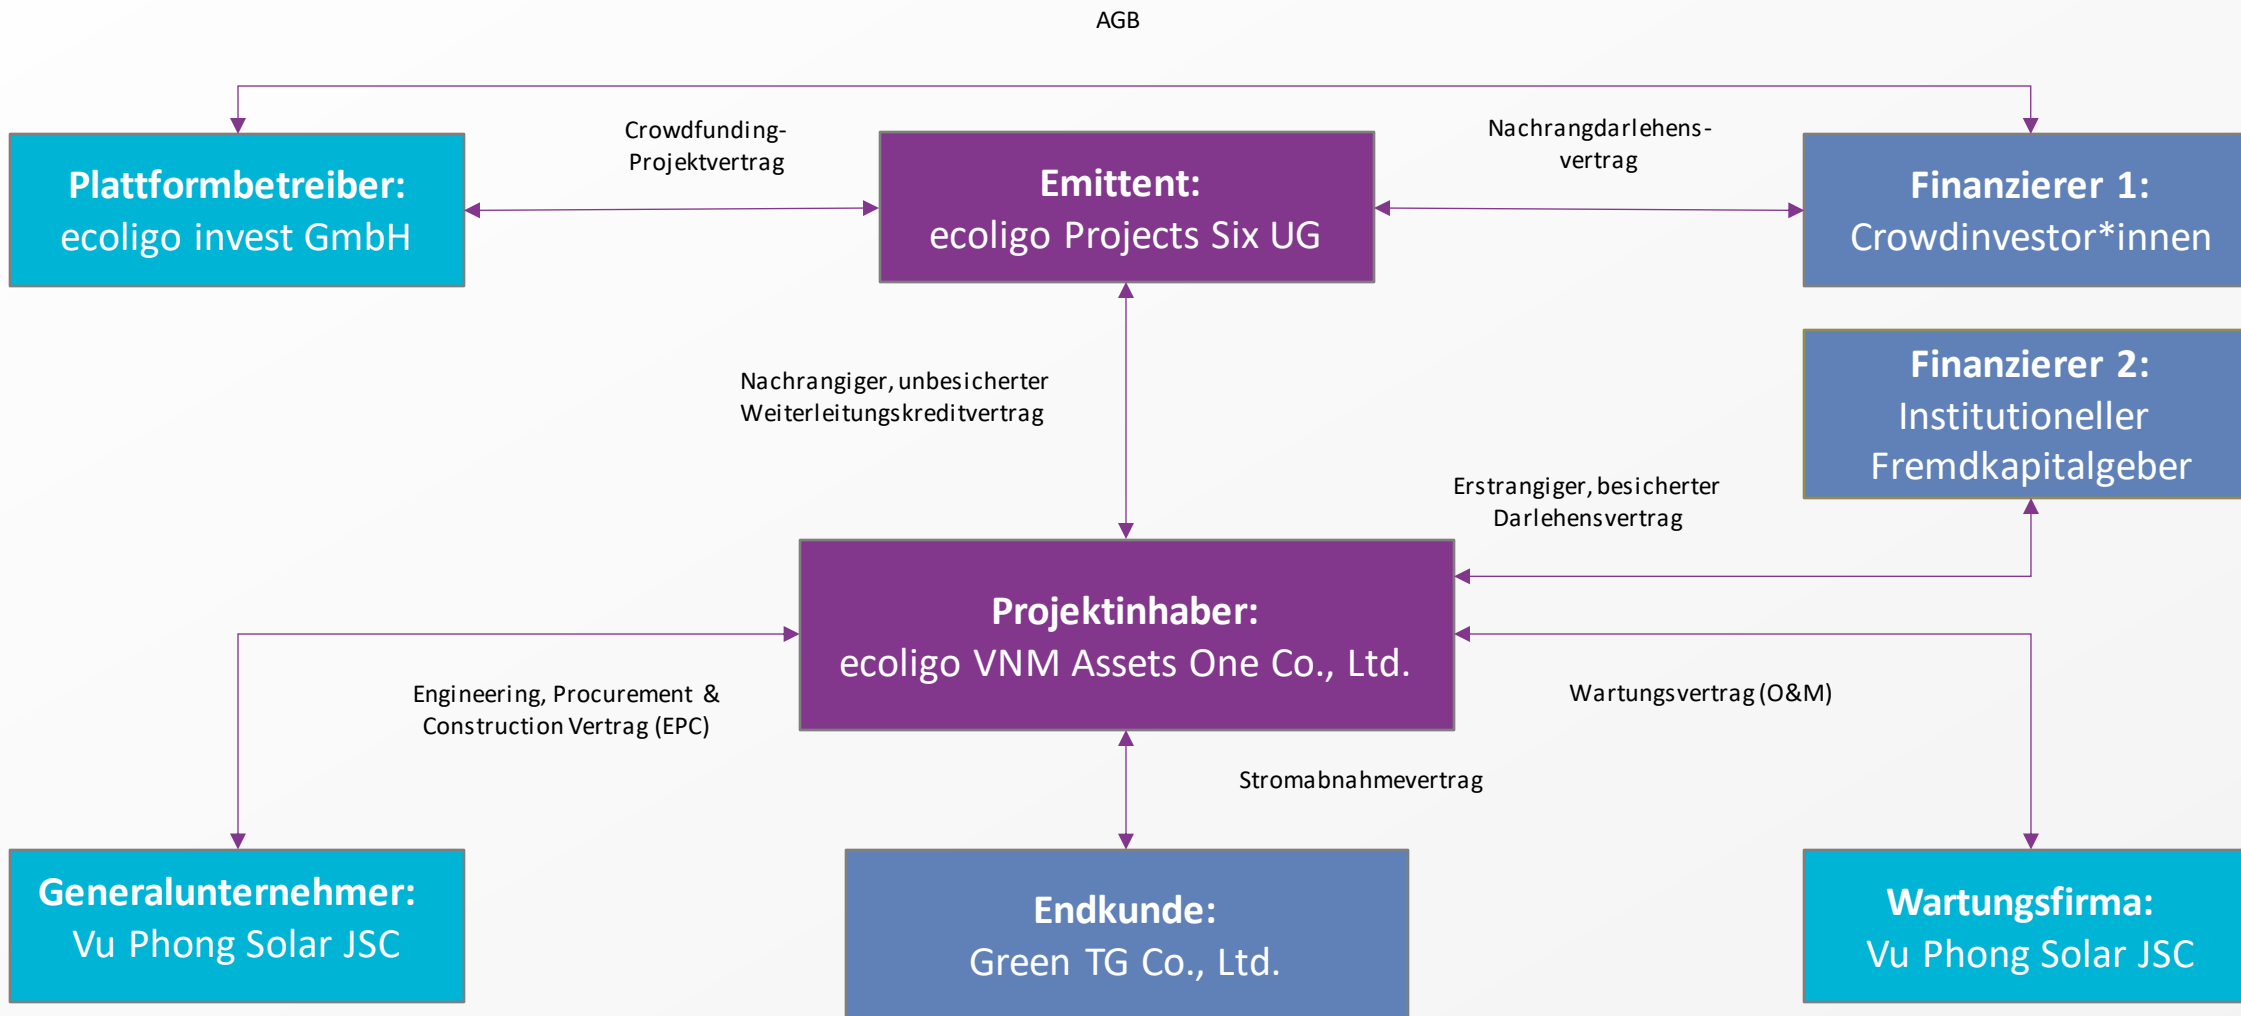 AGB
Crowdfunding-
Projektvertrag
Nachrangdarlehens-
vertrag
Plattformbetreiber:
ecoligo invest GmbH
Emittent:
ecoligo Projects Six UG
Finanzierer 1:
Crowdinvestor*innen
Finanzierer 2:
Institutioneller
Fremdkapitalgeber
Nachrangiger, unbesicherter
Weiterleitungskreditvertrag
Erstrangiger, besicherter
Darlehensvertrag
Projektinhaber:
ecoligo VNM Assets One Co., Ltd.
Engineering, Procurement &
Construction Vertrag (EPC)
Wartungsvertrag (O&M)
Stromabnahmevertrag
Generalunternehmer:
Vu Phong Solar JSC
Endkunde:
Green TG Co., Ltd.
Wartungsfirma:
Vu Phong Solar JSC